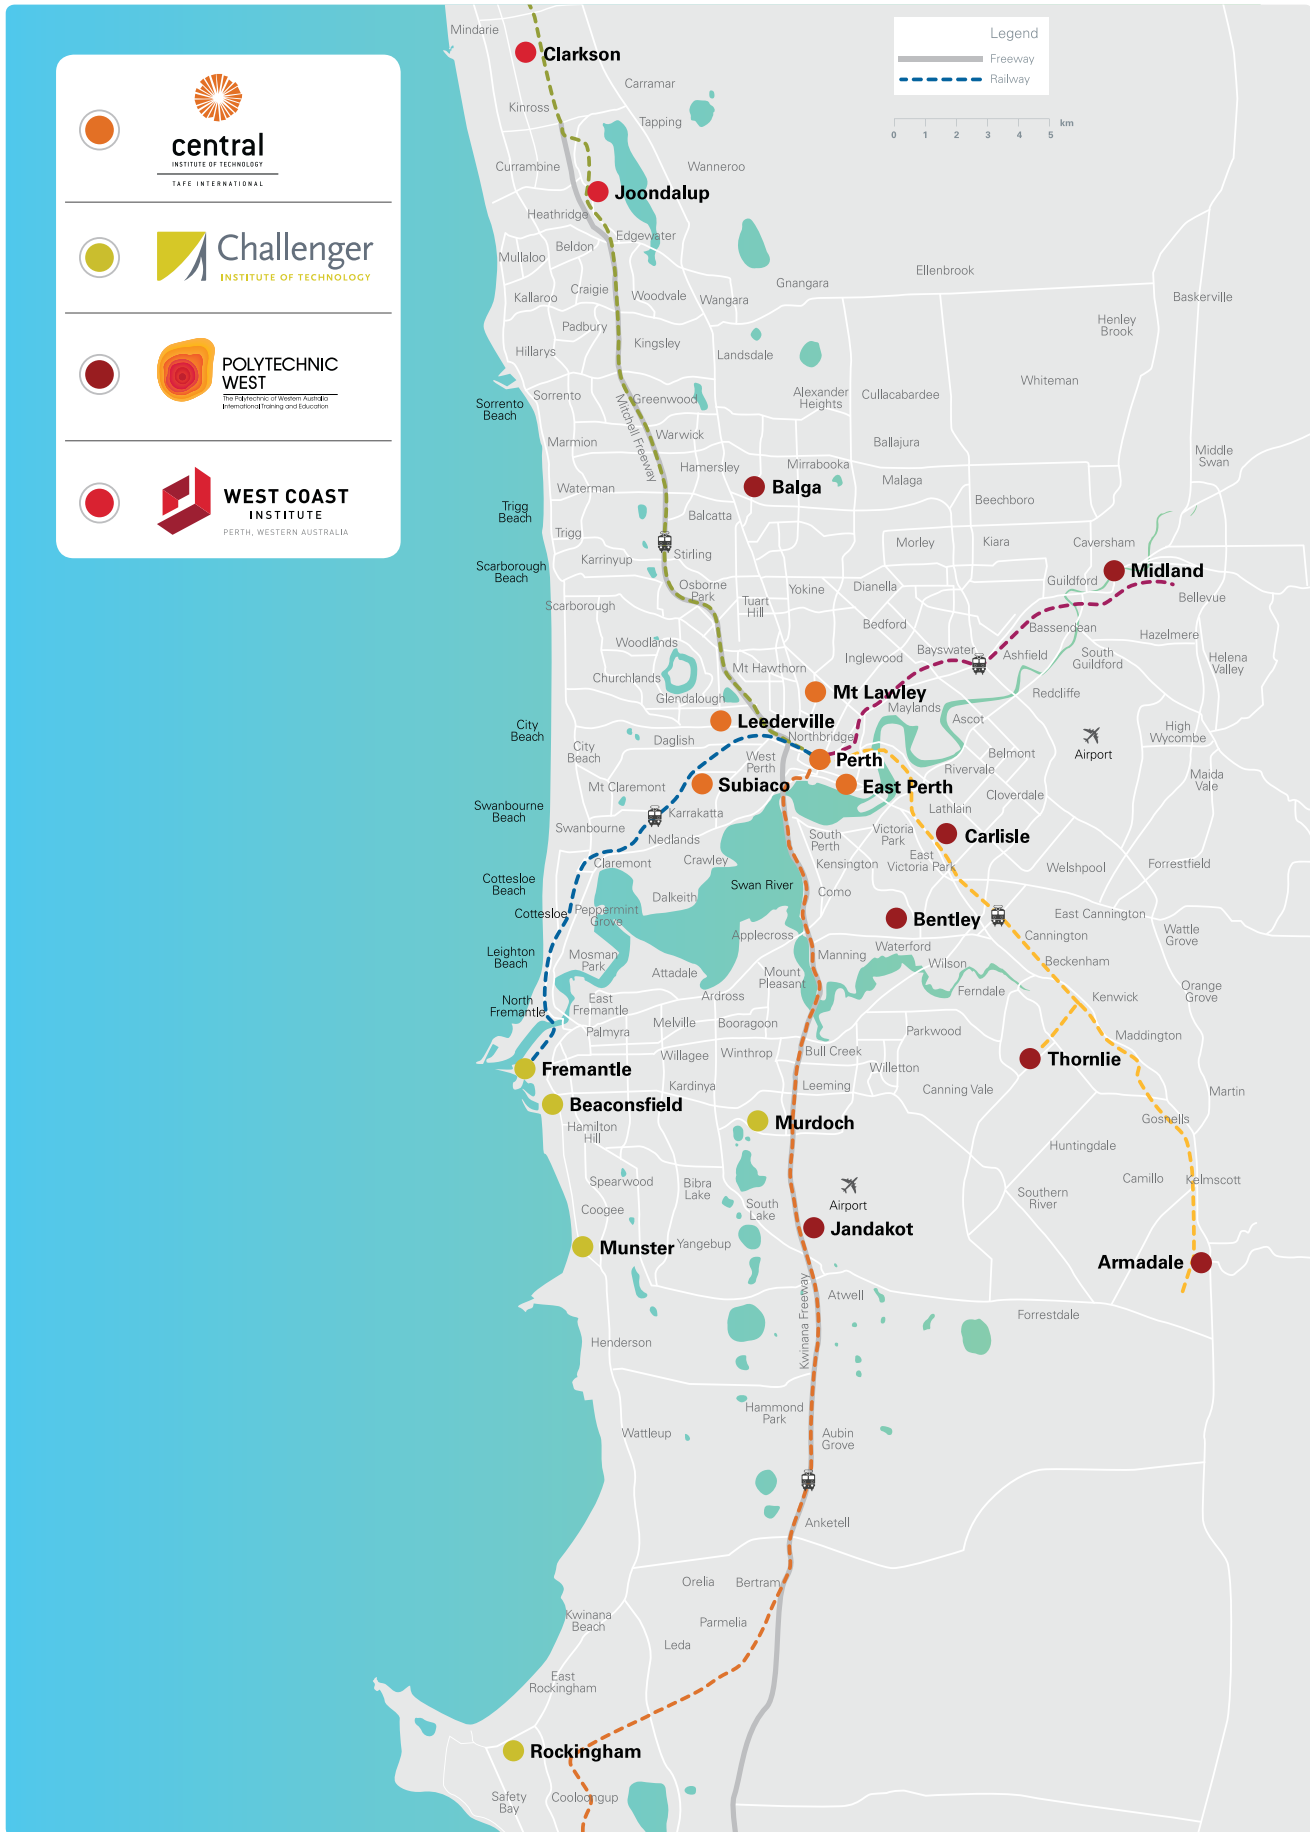 central
INSTITUTE OF TECHNOLOGY
TAFE INTERNATIONAL
Challenger
INSTITUTE OF TECHNOLOGY
POLYTECHNIC
WEST
The Polytechnic of Western Australia
International Training and Education
WEST COAST
INSTITUTE
PERTH, WESTERN AUSTRALIA
Legend
Freeway
Railway
0 1 2 3 4 5 km
Mindarie
Clarkson
Carramar
Kinross
Tapping
Currambine
Wanneroo
Joondalup
Heathridge
Edgewater
Beldon
Mullaloo
Ellenbrook
Gnangara
Craigie
Woodvale
Wangara
Kallaroo
Baskerville
Padbury
Henley
Brook
Kingsley
Hillarys
Landsdale
Whiteman
Sorrento
Greenwood
Alexander
Heights
Cullacabardee
Sorrento
Beach
Mitchell Freeway
Marmion
Warwick
Ballajura
Middle
Swan
Hamersley
Mirrabooka
Malaga
Waterman
Balga
Beechboro
Trigg
Beach
Balcatta
Trigg
Morley
Kiara
Caversham
Stirling
Karrinyup
Scarborough
Beach
Midland
Guildford
Osborne
Park
Yokine
Dianella
Bellevue
Scarborough
Tuart
Hill
Bedford
Bassendean
Hazelmere
Woodlands
Inglewood
Bayswater
Ashfield
South
Guildford
Helena
Valley
Mt Hawthorn
Churchlands
Glendalough
Mt Lawley
Redcliffe
Maylands
Leederville
Ascot
City
Beach
High
Wycombe
Northbridge
Daglish
City
Beach
West
Perth
Perth
Belmont
Airport
Rivervale
Maida
Vale
Mt Claremont
Subiaco
East Perth
Cloverdale
Swanbourne
Beach
Karrakatta
Lathlain
Swanbourne
Nedlands
South
Perth
Victoria
Park
Carlisle
Claremont
Crawley
Kensington
East
Victoria Park
Welshpool
Forrestfield
Cottesloe
Beach
Swan River
Como
Dalkeith
Cottesloe
Peppermint
Grove
Bentley
East Cannington
Wattle
Grove
Applecross
Cannington
Leighton
Beach
Mosman
Park
Manning
Waterford
Wilson
Beckenham
Attadale
Mount
Pleasant
Orange
Grove
Ferndale
Kenwick
North
Fremantle
East
Fremantle
Ardross
Palmyra
Melville
Booragoon
Parkwood
Maddington
Willagee
Winthrop
Bull Creek
Thornlie
Fremantle
Willetton
Kardinya
Leeming
Canning Vale
Martin
Beaconsfield
Murdoch
Gosnells
Hamilton
Hill
Huntingdale
Spearwood
Bibra
Lake
Camillo
Kelmscott
Airport
Southern
River
Coogee
South
Lake
Jandakot
Munster
Yangebup
Armadale
Kwinana Freeway
Atwell
Forrestdale
Henderson
Hammond
Park
Wattleup
Aubin
Grove
Anketell
Orelia
Bertram
Kwinana
Beach
Parmelia
Leda
East
Rockingham
Rockingham
Safety
Bay
Cooloongup